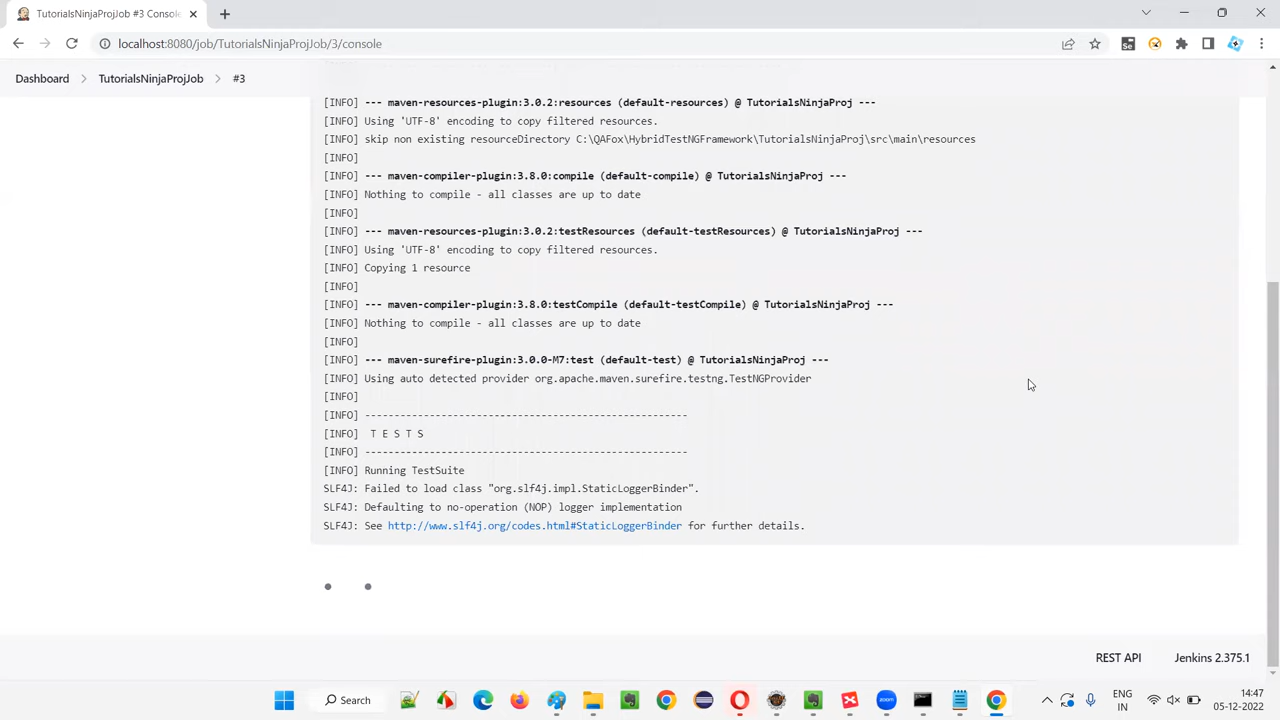 TutorialsNinjaProjJob #3 Console
localhost:8080/job/TutorialsNinjaProjJob/3/console
Dashboard > TutorialsNinjaProjJob > #3
[INFO] --- maven-resources-plugin:3.0.2:resources (default-resources) @ TutorialsNinjaProj ---
[INFO] Using 'UTF-8' encoding to copy filtered resources.
[INFO] skip non existing resourceDirectory C:\QAFox\HybridTestNGFramework\TutorialsNinjaProj\src\main\resources
[INFO]
[INFO] --- maven-compiler-plugin:3.8.0:compile (default-compile) @ TutorialsNinjaProj ---
[INFO] Nothing to compile - all classes are up to date
[INFO]
[INFO] --- maven-resources-plugin:3.0.2:testResources (default-testResources) @ TutorialsNinjaProj ---
[INFO] Using 'UTF-8' encoding to copy filtered resources.
[INFO] Copying 1 resource
[INFO]
[INFO] --- maven-compiler-plugin:3.8.0:testCompile (default-testCompile) @ TutorialsNinjaProj ---
[INFO] Nothing to compile - all classes are up to date
[INFO]
[INFO] --- maven-surefire-plugin:3.0.0-M7:test (default-test) @ TutorialsNinjaProj ---
[INFO] Using auto detected provider org.apache.maven.surefire.testng.TestNGProvider
[INFO]
[INFO] -------------------------------------------------------
[INFO]  T E S T S
[INFO] -------------------------------------------------------
[INFO] Running TestSuite
SLF4J: Failed to load class "org.slf4j.impl.StaticLoggerBinder".
SLF4J: Defaulting to no-operation (NOP) logger implementation
SLF4J: See http://www.slf4j.org/codes.html#StaticLoggerBinder for further details.
REST API Jenkins 2.375.1
Search
zoom
ENG
IN
14:47
05-12-2022